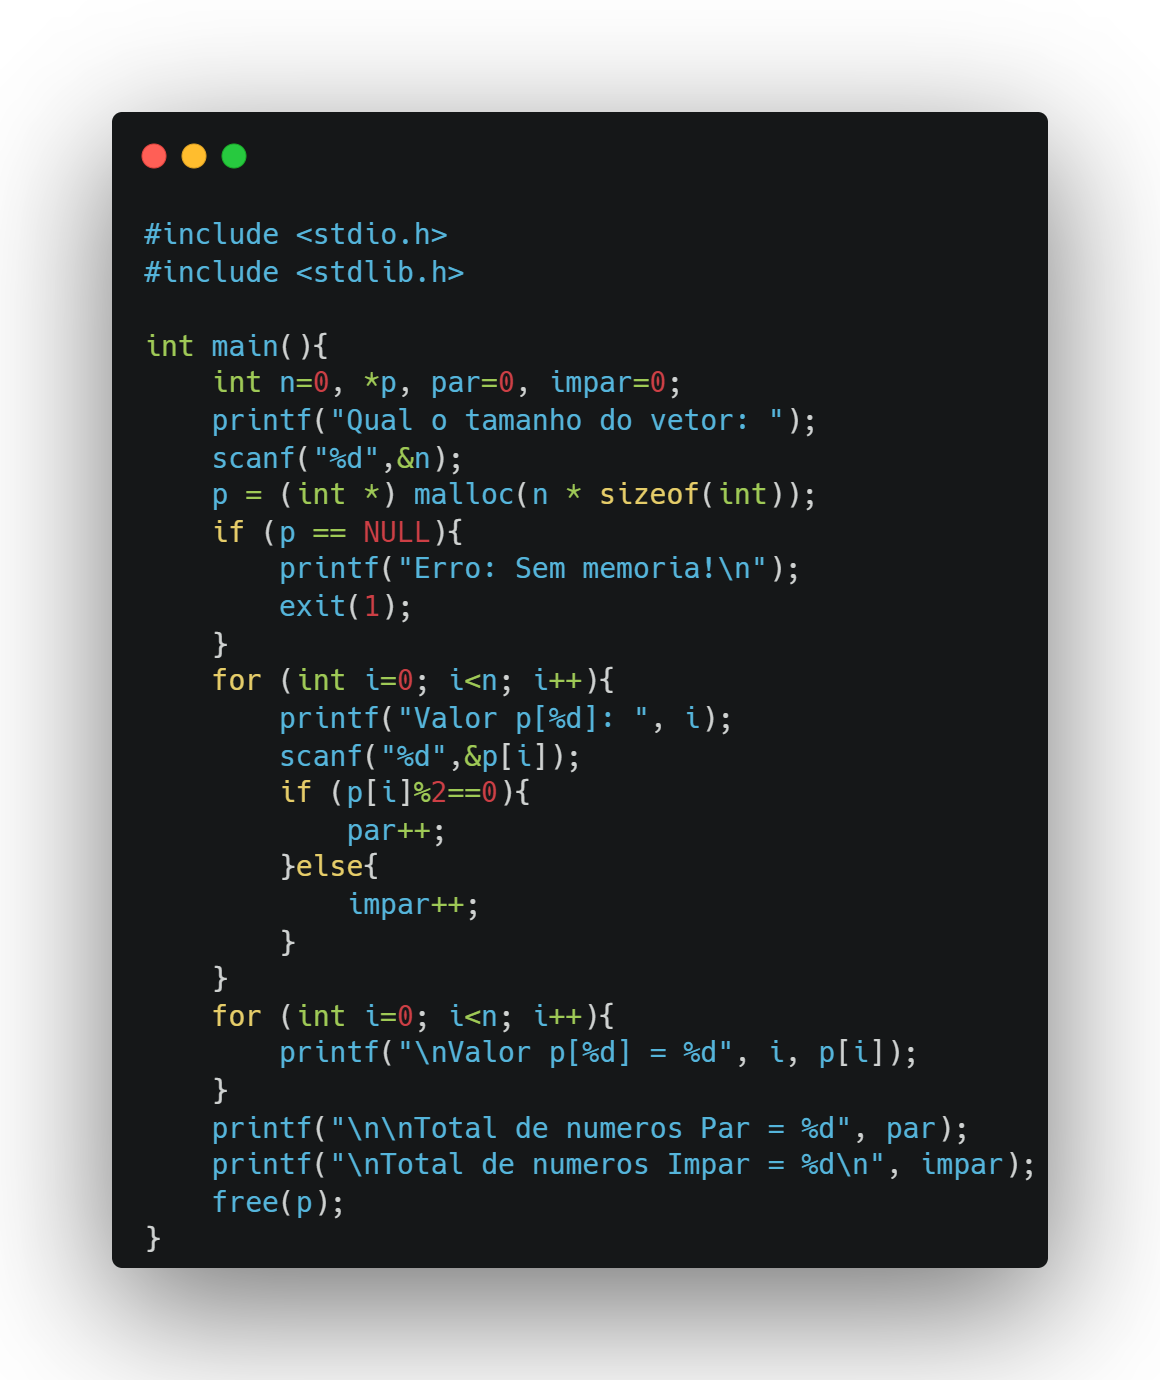 #include <stdio.h>
#include <stdlib.h>

int main(){
    int n=0, *p, par=0, impar=0;
    printf("Qual o tamanho do vetor: ");
    scanf("%d",&n);
    p = (int *) malloc(n * sizeof(int));
    if (p == NULL){
        printf("Erro: Sem memoria!\n");
        exit(1);
    }
    for (int i=0; i<n; i++){
        printf("Valor p[%d]: ", i);
        scanf("%d",&p[i]);
        if (p[i]%2==0){
            par++;
        }else{
            impar++;
        }
    }
    for (int i=0; i<n; i++){
        printf("\nValor p[%d] = %d", i, p[i]);
    }
    printf("\n\nTotal de numeros Par = %d", par);
    printf("\nTotal de numeros Impar = %d\n", impar);
    free(p);
}